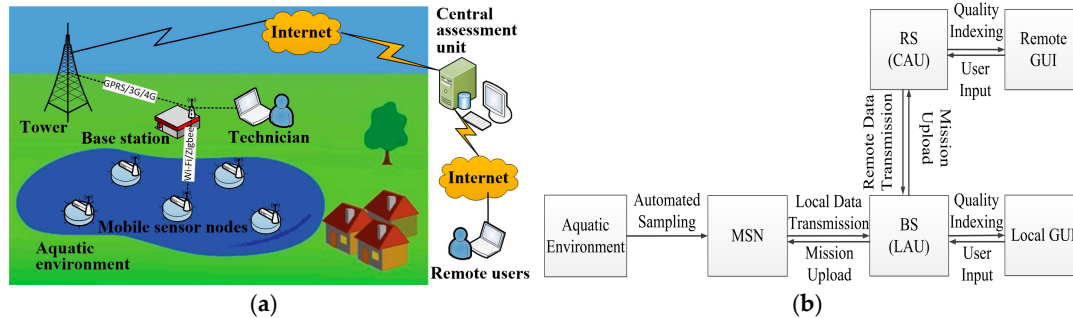 Internet
Central
assessment
unit
GPRS/3G/4G
Tower
Base station
Technician
Wi-Fi/Zigbee
Internet
Mobile sensor nodes
Aquatic
environment
Remote users
(a)
RS
(CAU)
Quality
Indexing
User
Input
Remote
GUI
Remote Data
Transmission
Mission
Upload
Aquatic
Environment
Automated
Sampling
MSN
Local Data
Transmission
Mission
Upload
BS
(LAU)
Quality
Indexing
User
Input
Local GUI
(b)